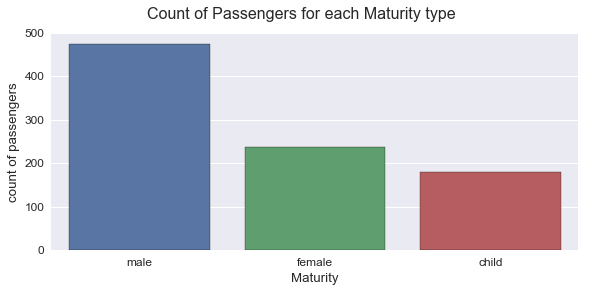 Count of Passengers for each Maturity type
500
400
300
200
100
0
count of passengers
male female child
Maturity